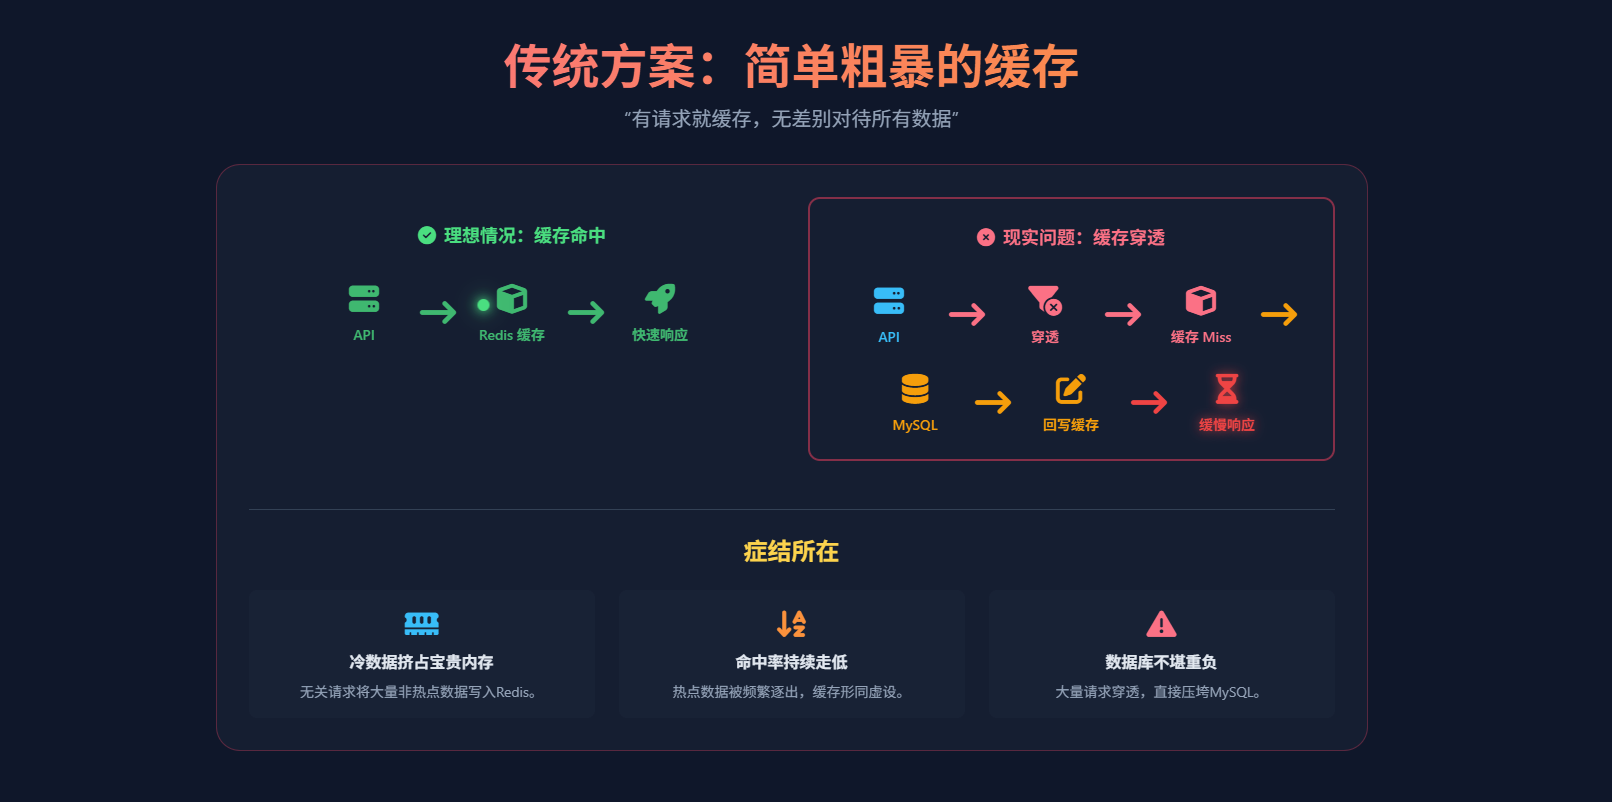 传统方案：简单粗暴的缓存
“有请求就缓存，无差别对待所有数据”
理想情况：缓存命中
API
Redis 缓存
快速响应
现实问题：缓存穿透
API
穿透
缓存 Miss
MySQL
回写缓存
缓慢响应
症结所在
冷数据挤占宝贵内存
无关请求将大量非热点数据写入Redis。
命中率持续走低
热点数据被频繁逐出，缓存形同虚设。
数据库不堪重负
大量请求穿透，直接压垮MySQL。